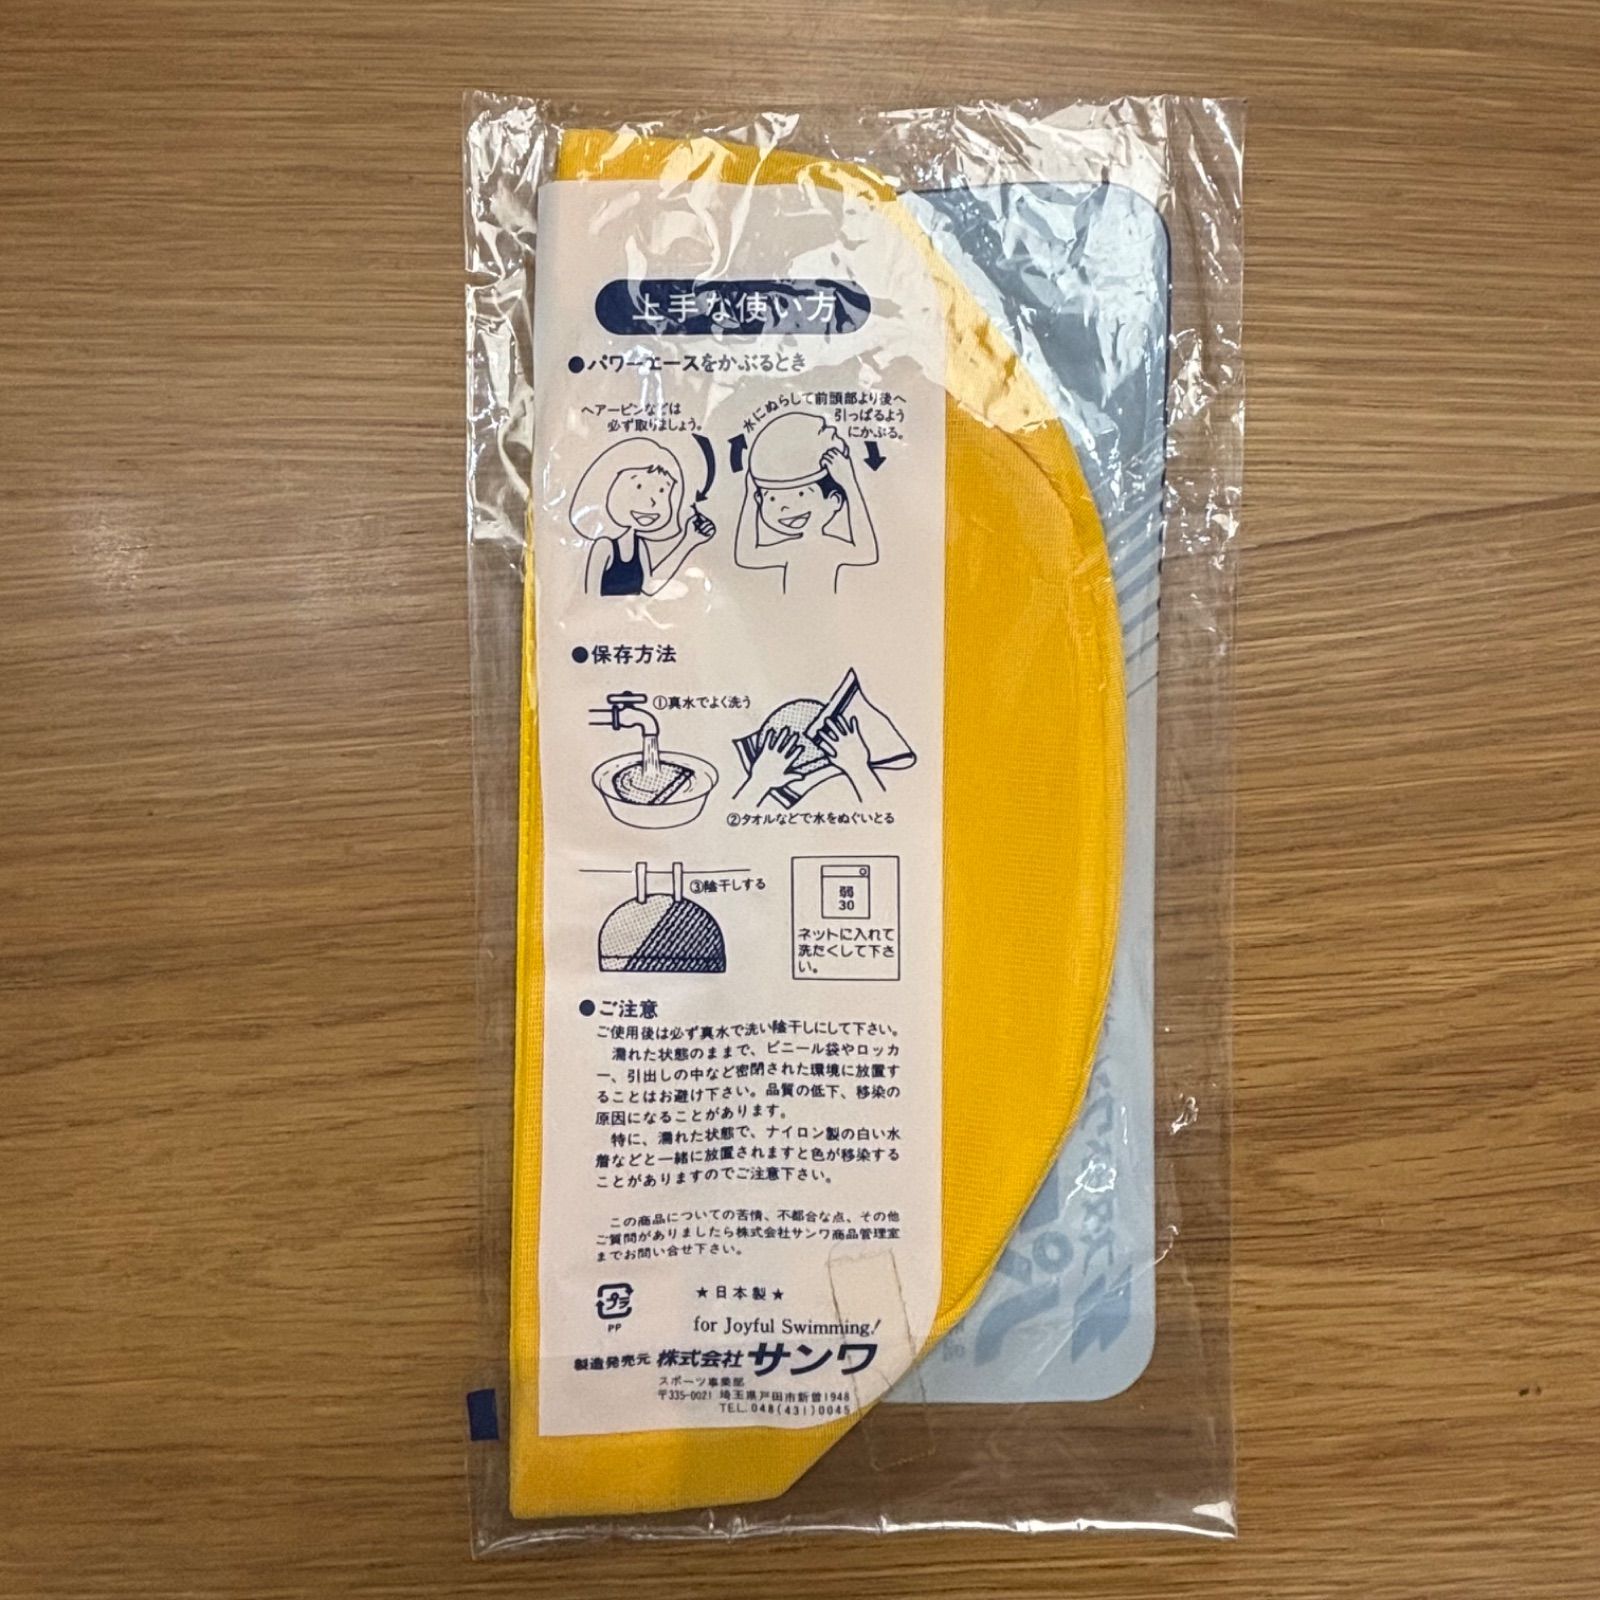 上手な使い方
●パワーエースをかぶるとき
ヘアーピンなどは
必ず取りましょう。
水にぬらして前頭部より後へ
引っぱるよう
にかぶる。
●保存方法
①真水でよく洗う
②タオルなどで水をぬぐいとる
③陰干しする
弱
30
ネットに入れて
洗たくして下さ
い。
●ご注意
ご使用後は必ず真水で洗い陰干しにして下さい。
濡れた状態のままで、ビニール袋やロッカ
ー、引出しの中など密閉された環境に放置す
ることはお避け下さい。品質の低下、移染の
原因になることがあります。
特に、濡れた状態で、ナイロン製の白い水
着などと一緒に放置されますと色が移染する
ことがありますのでご注意下さい。
この商品についての苦情、不都合な点、その他
ご質問がありましたら株式会社サンワ商品管理室
までお問い合せ下さい。
プラ
PP
★日本製★
for Joyful Swimming!
製造発売元 株式会社サンワ
スポーツ事業部
〒335-0021 埼玉県戸田市新曽1948
TEL.048(431)0045